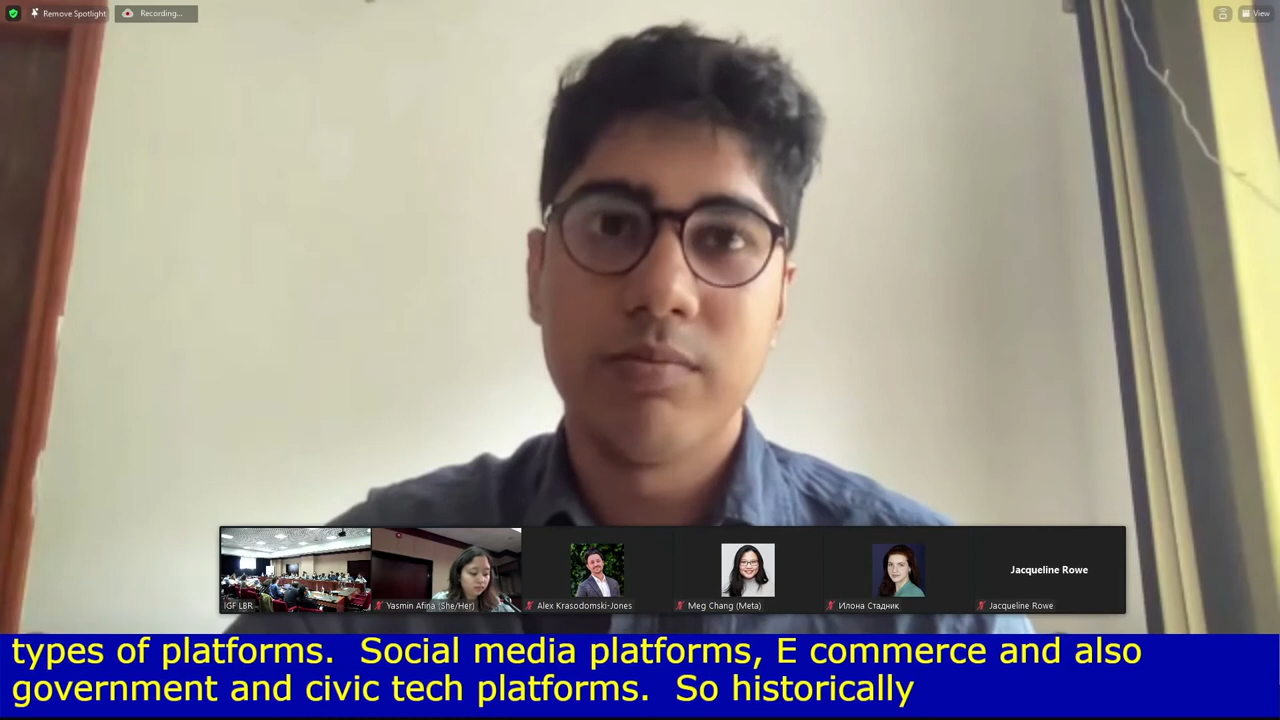 Remove Spotlight
Recording...
View
IGF LBR
Yasmin Afina (She/Her)
Alex Krasodomski-Jones
Meg Chang (Meta)
Илона Стадник
Jacqueline Rowe
Jacqueline Rowe
types of platforms.  Social media platforms, E commerce and also
government and civic tech platforms.  So historically